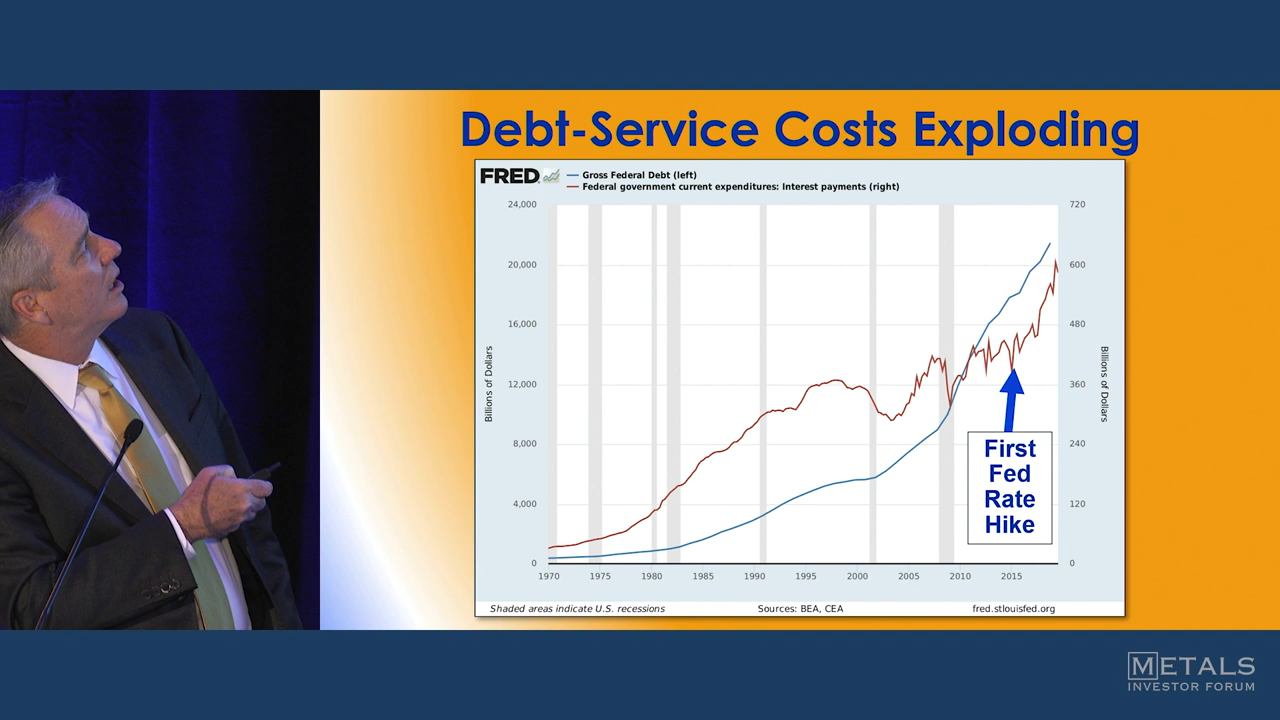 Debt-Service Costs Exploding
FRED
Gross Federal Debt (left)
Federal government current expenditures: Interest payments (right)
24,000
20,000
16,000
12,000
8,000
4,000
0
Billions of Dollars
720
600
480
360
240
120
0
Billions of Dollars
First
Fed
Rate
Hike
1970 1975 1980 1985 1990 1995 2000 2005 2010 2015
Shaded areas indicate U.S. recessions Sources: BEA, CEA fred.stlouisfed.org
METALS
INVESTOR FORUM